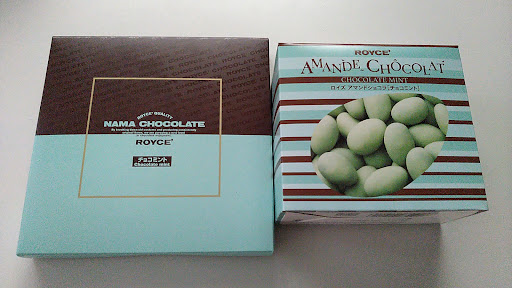 ROYCE'
ROYCE' QUALITY
NAMA CHOCOLATE
ROYCE'
チョコミント
Chocolate mint
ROYCE'
AMANDE CHOCOLAT
CHOCOLATE MINT
ロイズ アマンドショコラ[チョコミント]